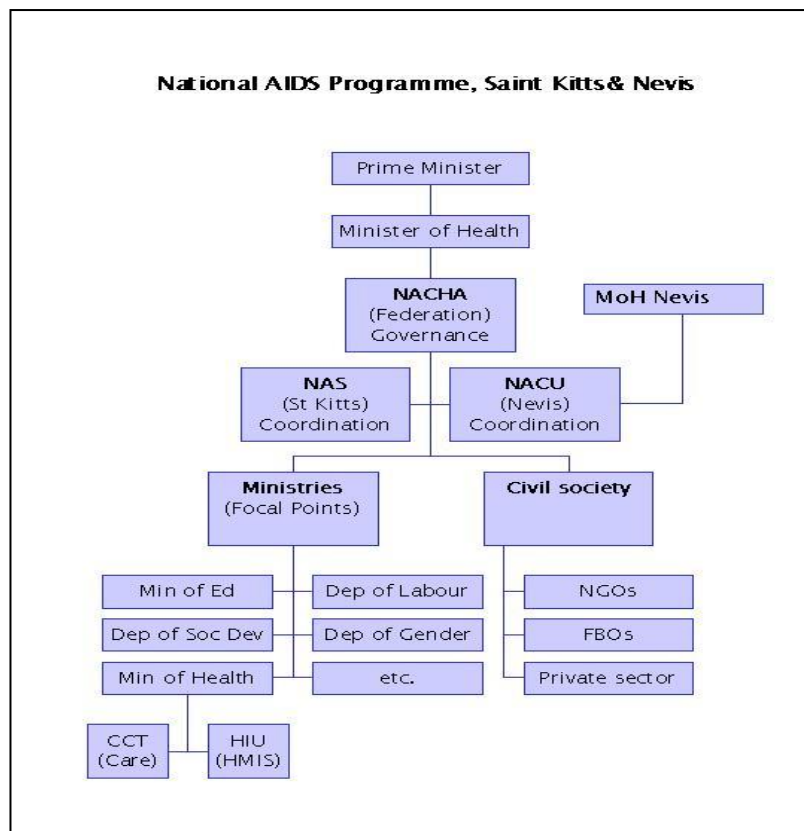 National AIDS Programme, Saint Kitts& Nevis
Prime Minister
Minister of Health
NACHA
(Federation)
Governance
MoH Nevis
NAS
(St Kitts)
Coordination
NACU
(Nevis)
Coordination
Ministries
(Focal Points)
Civil society
Min of Ed
Dep of Labour
NGOs
Dep of Soc Dev
Dep of Gender
FBOs
Min of Health
etc.
Private sector
CCT
(Care)
HIU
(HMIS)